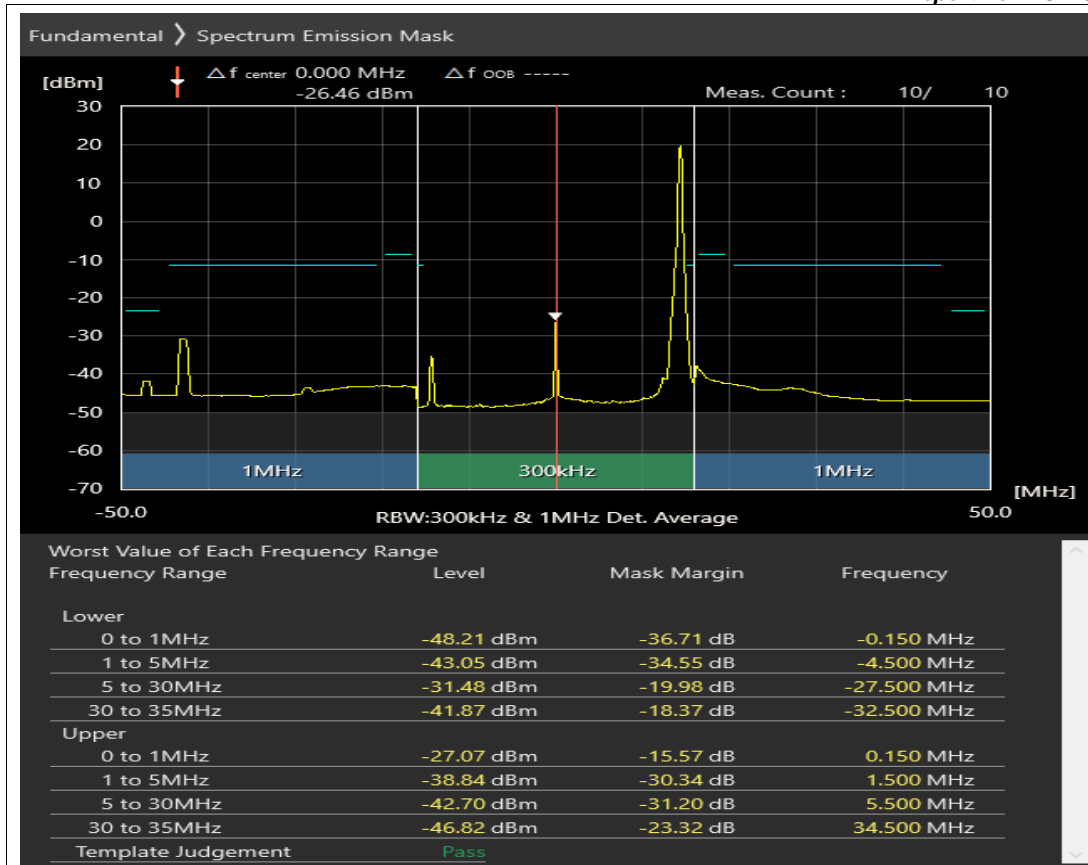 Fundamental ❯ Spectrum Emission Mask
[dBm] Δf center 0.000 MHz Δf OOB -----
-26.46 dBm Meas. Count : 10/ 10
30
20
10
0
-10
-20
-30
-40
-50
-60
1MHz 300kHz 1MHz
-70
[MHz]
-50.0 RBW:300kHz & 1MHz Det. Average 50.0
Worst Value of Each Frequency Range
Frequency Range Level Mask Margin Frequency
Lower
0 to 1MHz -48.21 dBm -36.71 dB -0.150 MHz
1 to 5MHz -43.05 dBm -34.55 dB -4.500 MHz
5 to 30MHz -31.48 dBm -19.98 dB -27.500 MHz
30 to 35MHz -41.87 dBm -18.37 dB -32.500 MHz
Upper
0 to 1MHz -27.07 dBm -15.57 dB 0.150 MHz
1 to 5MHz -38.84 dBm -30.34 dB 1.500 MHz
5 to 30MHz -42.70 dBm -31.20 dB 5.500 MHz
30 to 35MHz -46.82 dBm -23.32 dB 34.500 MHz
Template Judgement Pass